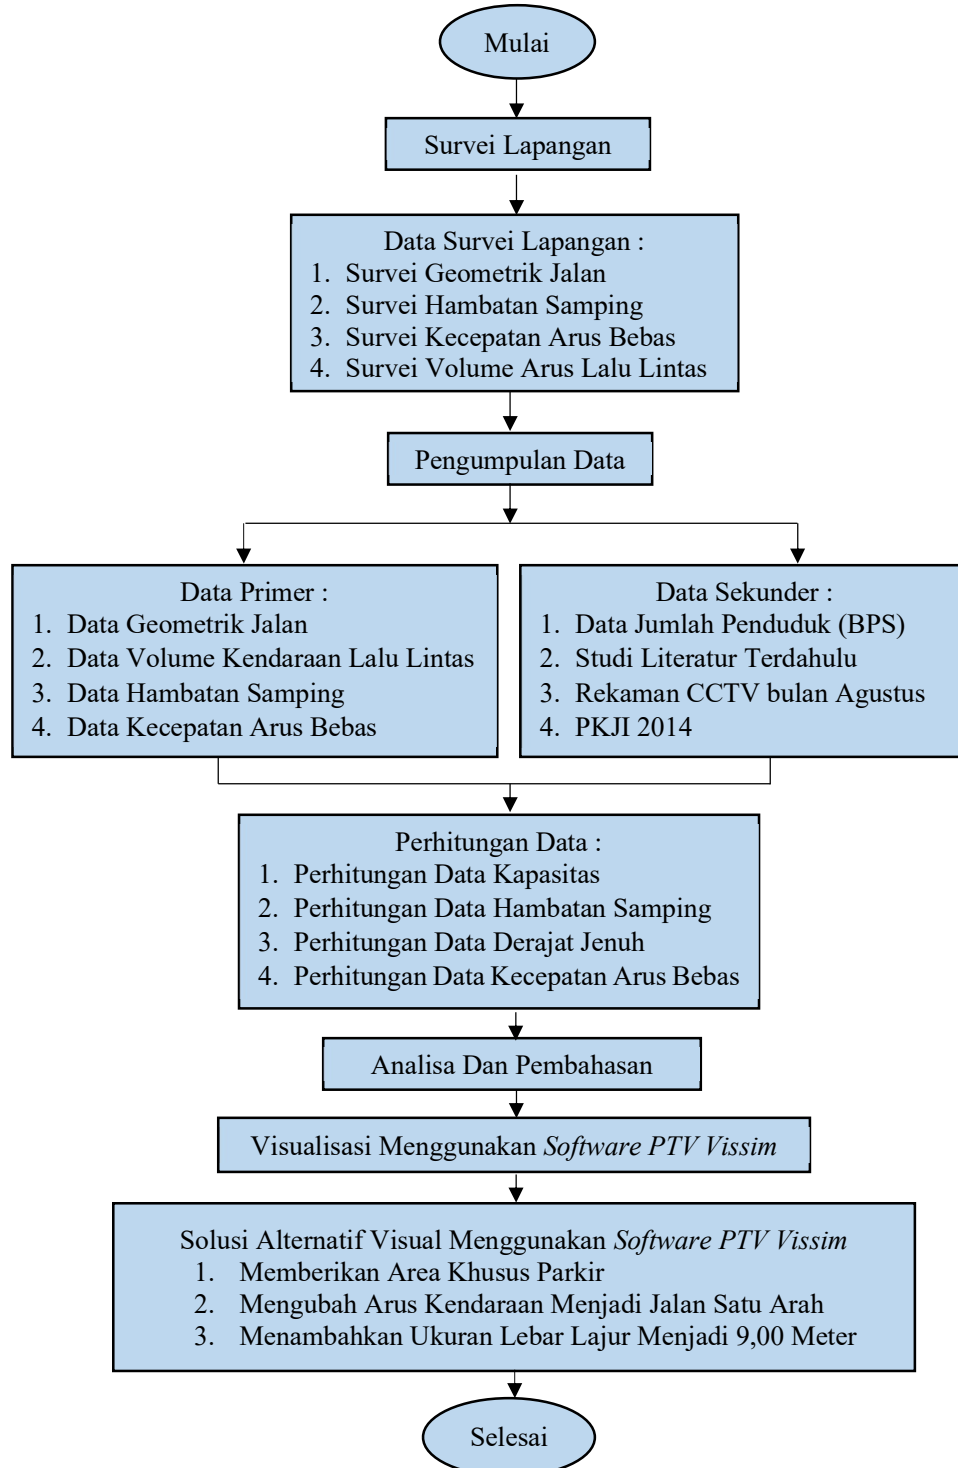 Mulai
Survei Lapangan
Data Survei Lapangan :
1. Survei Geometrik Jalan
2. Survei Hambatan Samping
3. Survei Kecepatan Arus Bebas
4. Survei Volume Arus Lalu Lintas
Pengumpulan Data
Data Primer :
1. Data Geometrik Jalan
2. Data Volume Kendaraan Lalu Lintas
3. Data Hambatan Samping
4. Data Kecepatan Arus Bebas
Data Sekunder :
1. Data Jumlah Penduduk (BPS)
2. Studi Literatur Terdahulu
3. Rekaman CCTV bulan Agustus
4. PKJI 2014
Perhitungan Data :
1. Perhitungan Data Kapasitas
2. Perhitungan Data Hambatan Samping
3. Perhitungan Data Derajat Jenuh
4. Perhitungan Data Kecepatan Arus Bebas
Analisa Dan Pembahasan
Visualisasi Menggunakan Software PTV Vissim
Solusi Alternatif Visual Menggunakan Software PTV Vissim
1. Memberikan Area Khusus Parkir
2. Mengubah Arus Kendaraan Menjadi Jalan Satu Arah
3. Menambahkan Ukuran Lebar Lajur Menjadi 9,00 Meter
Selesai